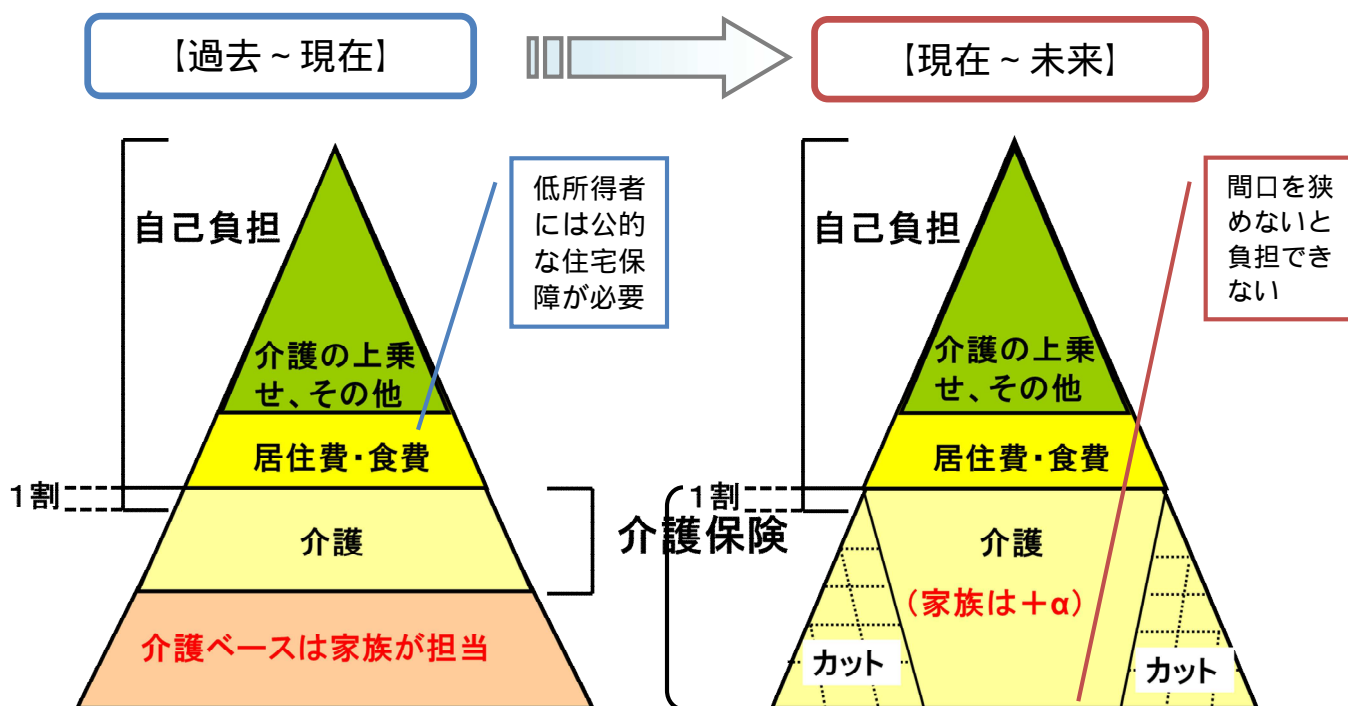 【過去～現在】
【現在～未来】
自己負担
低所得者
には公的
な住宅保
障が必要
介護の上乗
せ、その他
居住費・食費
1割
介護
介護保険
介護ベースは家族が担当
自己負担
間口を狭
めないと
負担でき
ない
介護の上乗
せ、その他
居住費・食費
1割
介護
（家族は＋α）
カット
カット